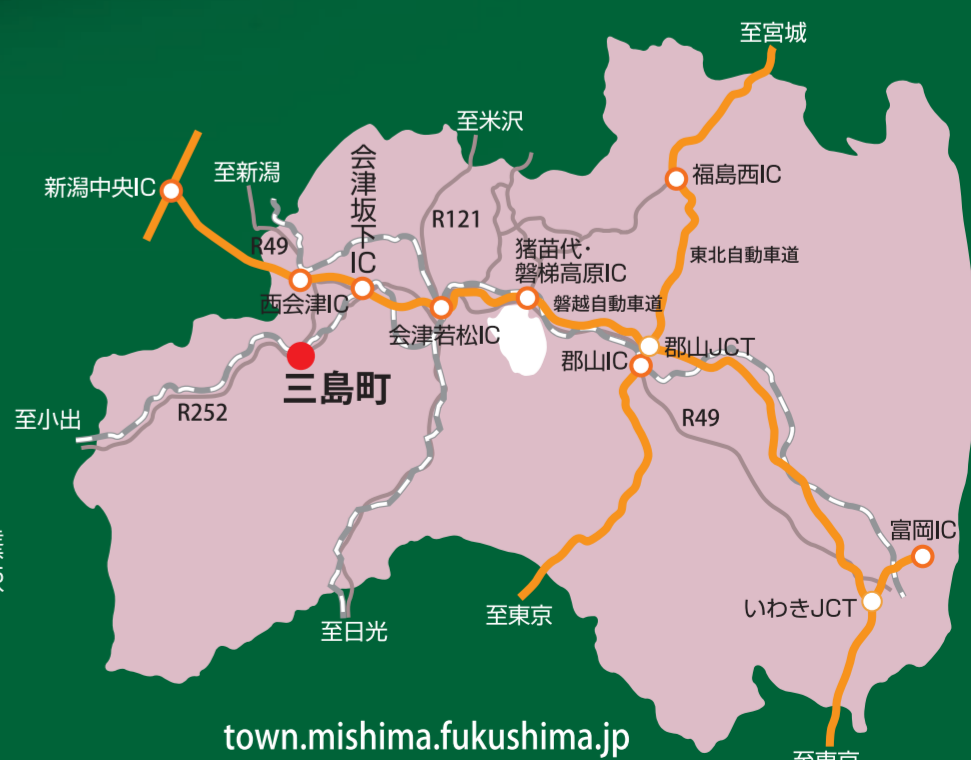 至宮城
至米沢
会津坂下IC
至新潟
新潟中央IC
福島西IC
R121
R49
猪苗代・
磐梯高原IC
東北自動車道
西会津IC
磐越自動車道
会津若松IC
郡山JCT
郡山IC
三島町
R252
至小出
R49
富岡IC
いわきJCT
至東京
至日光
town.mishima.fukushima.jp